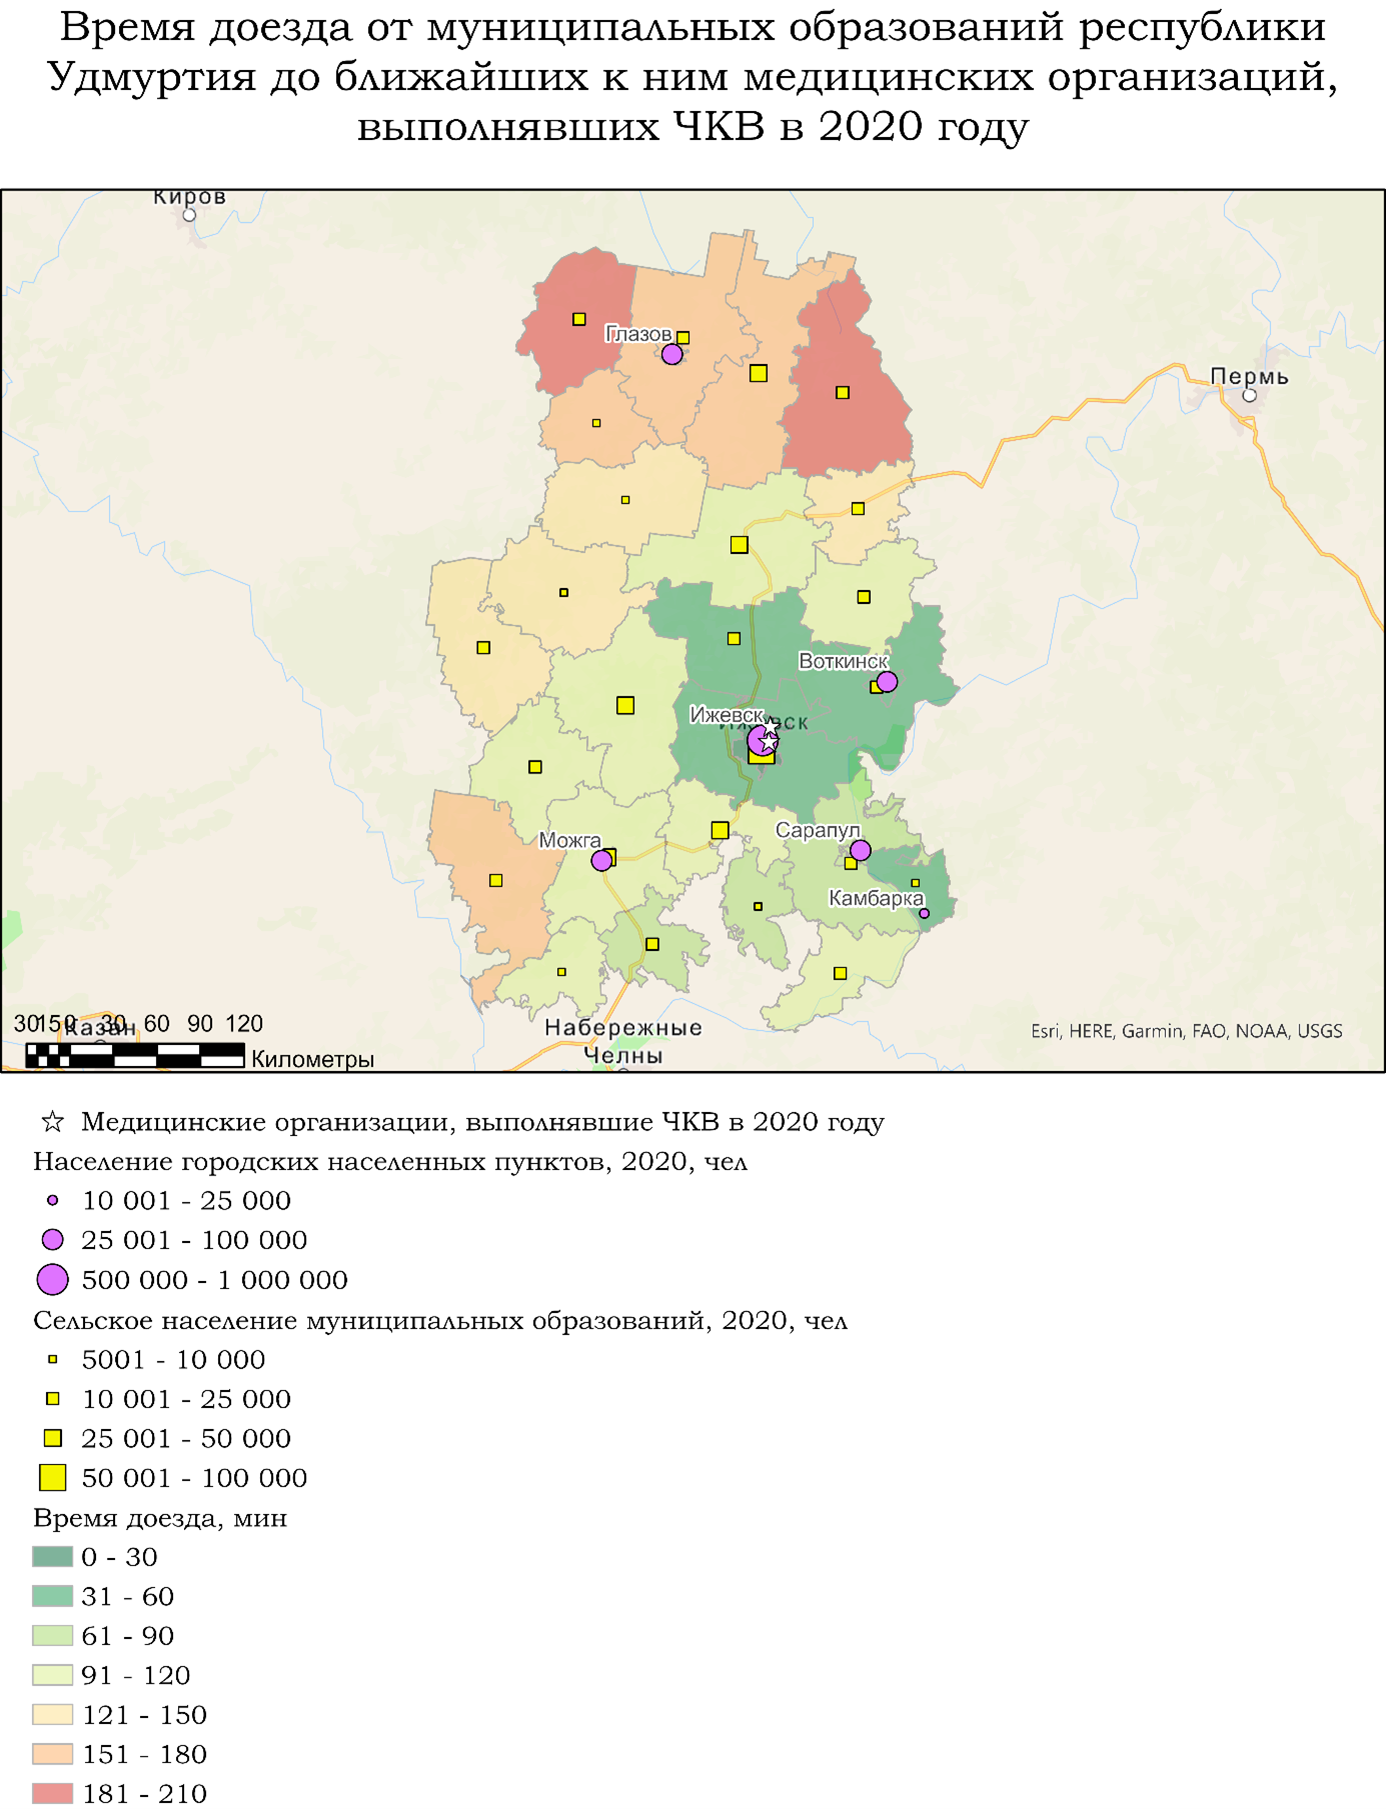 Время доезда от муниципальных образований республики
Удмуртия до ближайших к ним медицинских организаций,
выполнявших ЧКВ в 2020 году
Киров
Глазов
Пермь
Воткинск
Ижевск
Ижевск
Сарапул
Можга
Камбарка
Набережные
Челны
Казань
30 15 0 30 60 90 120
Километры
Esri, HERE, Garmin, FAO, NOAA, USGS
Медицинские организации, выполнявшие ЧКВ в 2020 году
Население городских населенных пунктов, 2020, чел
10 001 - 25 000
25 001 - 100 000
500 000 - 1 000 000
Сельское население муниципальных образований, 2020, чел
5001 - 10 000
10 001 - 25 000
25 001 - 50 000
50 001 - 100 000
Время доезда, мин
0 - 30
31 - 60
61 - 90
91 - 120
121 - 150
151 - 180
181 - 210